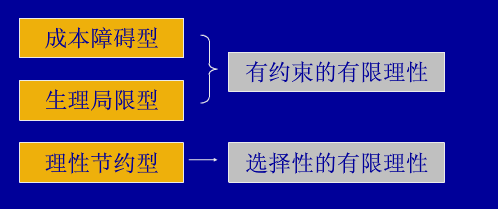 成本障碍型
有约束的有限理性
生理局限型
理性节约型
选择性的有限理性